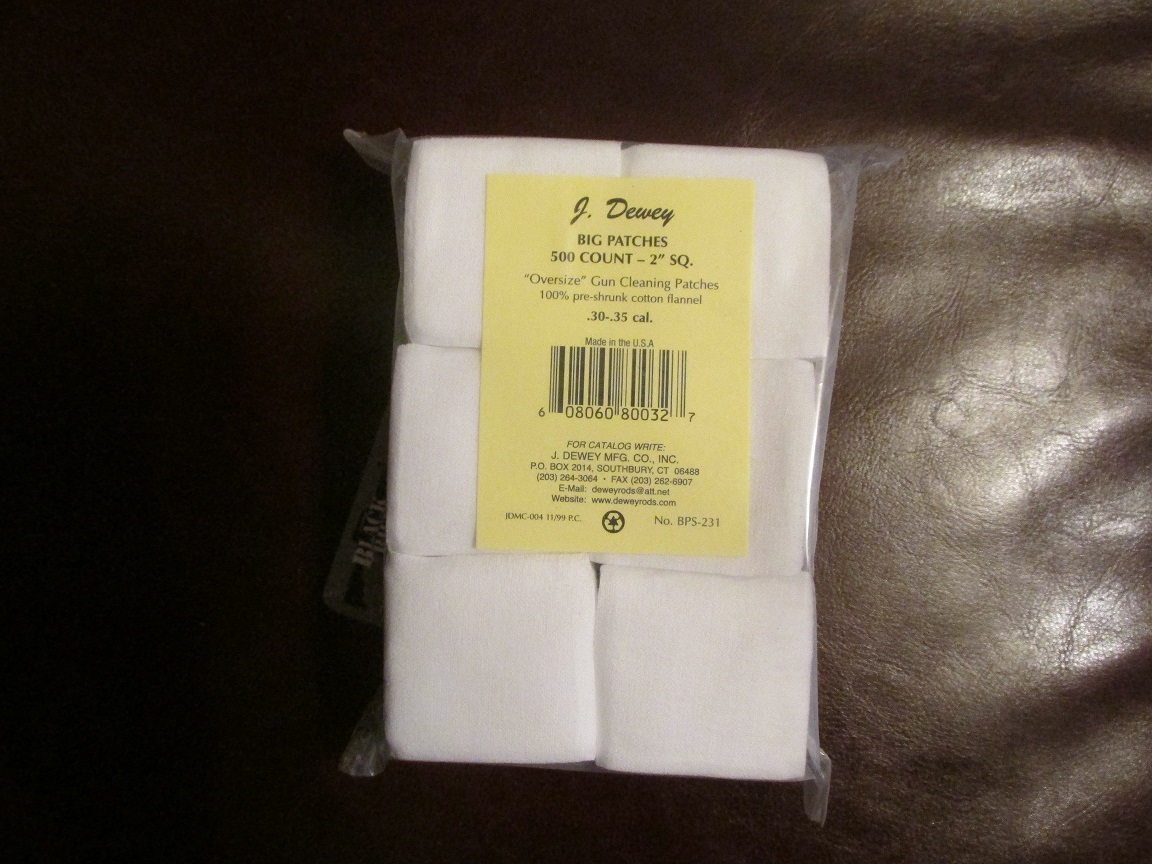 J. Dewey
BIG PATCHES
500 COUNT – 2" SQ.
"Oversize" Gun Cleaning Patches
100% pre-shrunk cotton flannel
.30-.35 cal.
Made in the U.S.A
6 08060 80032 7
FOR CATALOG WRITE:
J. DEWEY MFG. CO., INC.
P.O. BOX 2014, SOUTHBURY, CT 06488
(203) 264-3064 • FAX (203) 262-6907
E-Mail: deweyrods@att.net
Website: www.deweyrods.com
JDMC-004 11/99 P.C.
No. BPS-231
BLACK